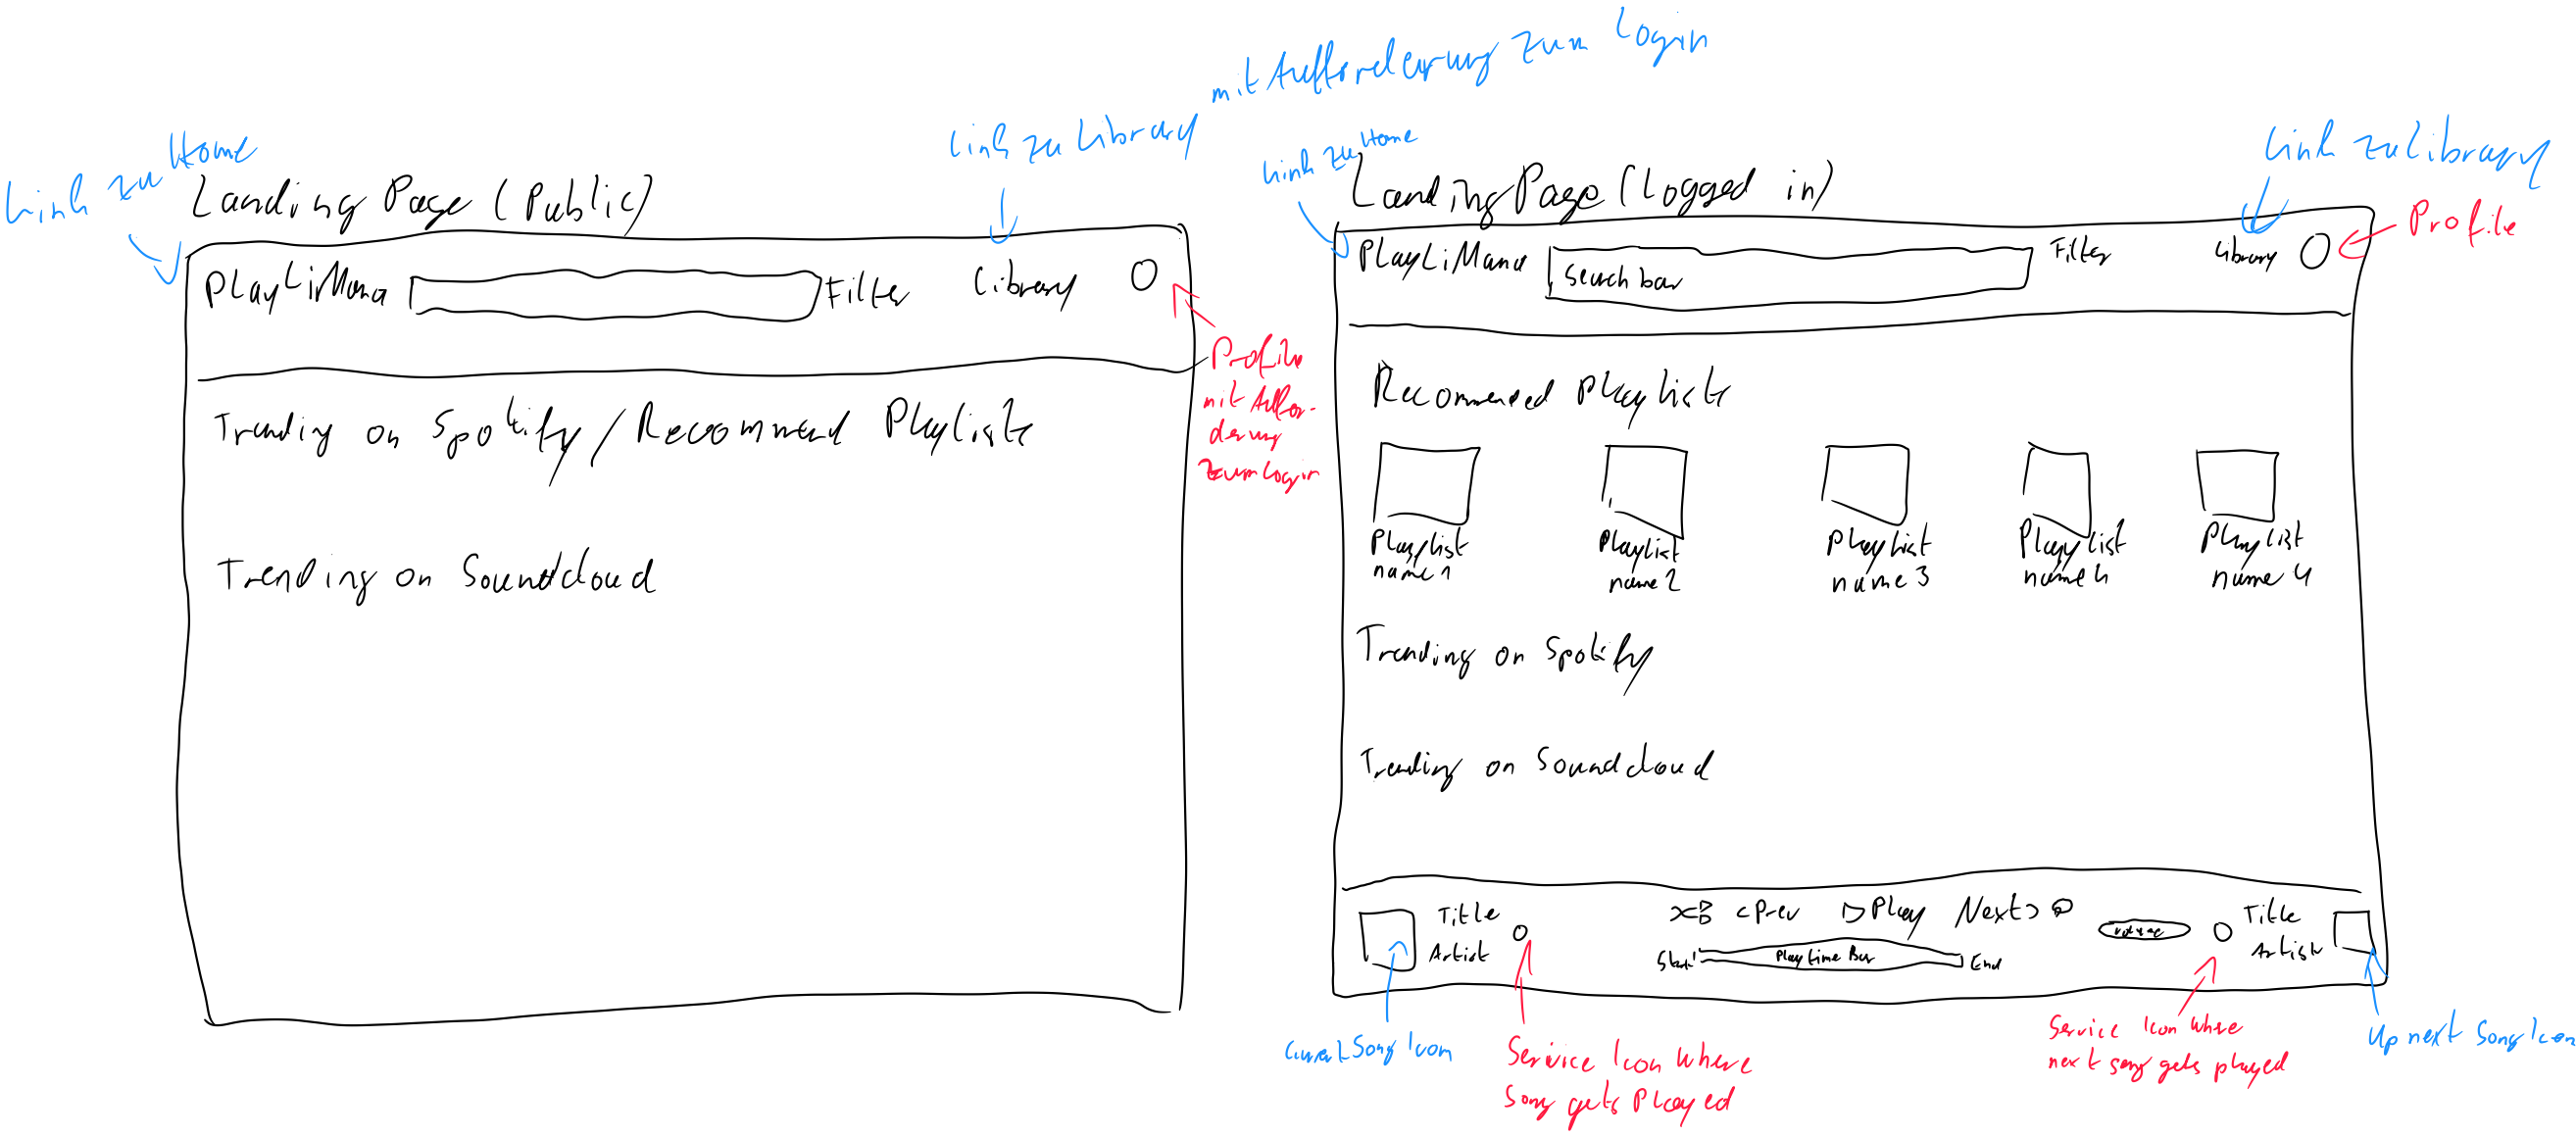 Link zu Home
Landing Page (Public)
Link zu Library mit Aufforderung zum Login
PlayLiMana
Filter
Library
Profile
mit Auffor-
derung
zum Login
Trending on Spotify/Recommend Playlists
Trending on Soundcloud
Link zu Home
Landing Page (Logged in)
Link zu Library
Profile
PlayLiMana
Search bar
Filter
Library
Recommened Playlists
Playlist
name 1
Playlist
name 2
Playlist
name 3
Playlist
name 4
Playlist
name 4
Trending on Spotify
Trending on Soundcloud
Title
Artist
<Prev
Play
Next>
Start
Playtime Bar
End
Volume
Title
Artist
Current Song Icon
Service Icon where
Song gets Played
Service Icon where
next song gets played
Up next Song Icon